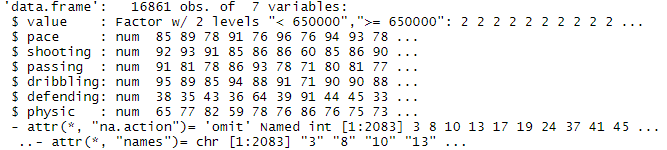 'data.frame':	16861 obs. of  7 variables:
 $ value    : Factor w/ 2 levels "< 650000",">= 650000": 2 2 2 2 2 2 2 2 2 2 ...
 $ pace     : num  85 89 78 91 76 96 76 94 93 78 ...
 $ shooting : num  92 93 91 85 86 86 60 85 86 90 ...
 $ passing  : num  91 81 78 86 93 78 71 80 81 77 ...
 $ dribbling: num  95 89 85 94 88 91 71 90 90 88 ...
 $ defending: num  38 35 43 36 64 39 91 44 45 33 ...
 $ physic   : num  65 77 82 59 78 76 86 76 75 73 ...
 - attr(*, "na.action")= 'omit' Named int [1:2083] 3 8 10 13 17 19 24 37 41 45 ...
  ..- attr(*, "names")= chr [1:2083] "3" "8" "10" "13" ...